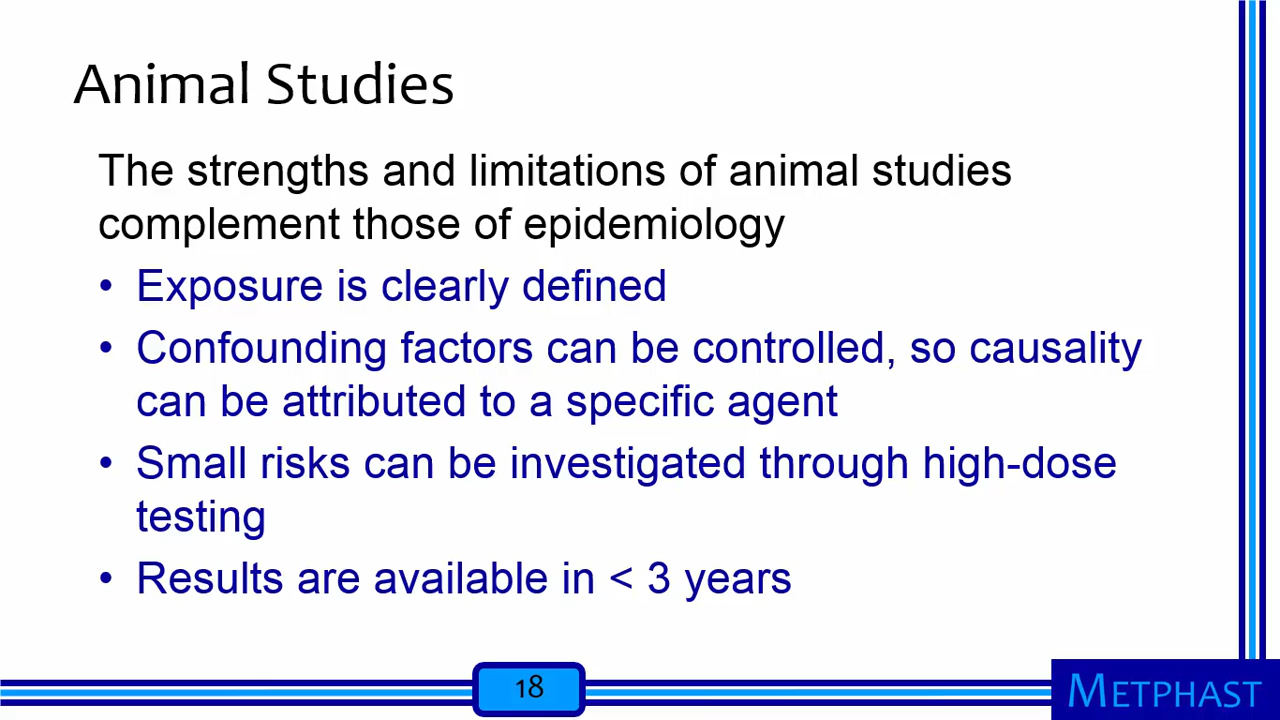 Animal Studies
The strengths and limitations of animal studies
complement those of epidemiology
• Exposure is clearly defined
• Confounding factors can be controlled, so causality
can be attributed to a specific agent
• Small risks can be investigated through high-dose
testing
• Results are available in < 3 years
18
METPHAST